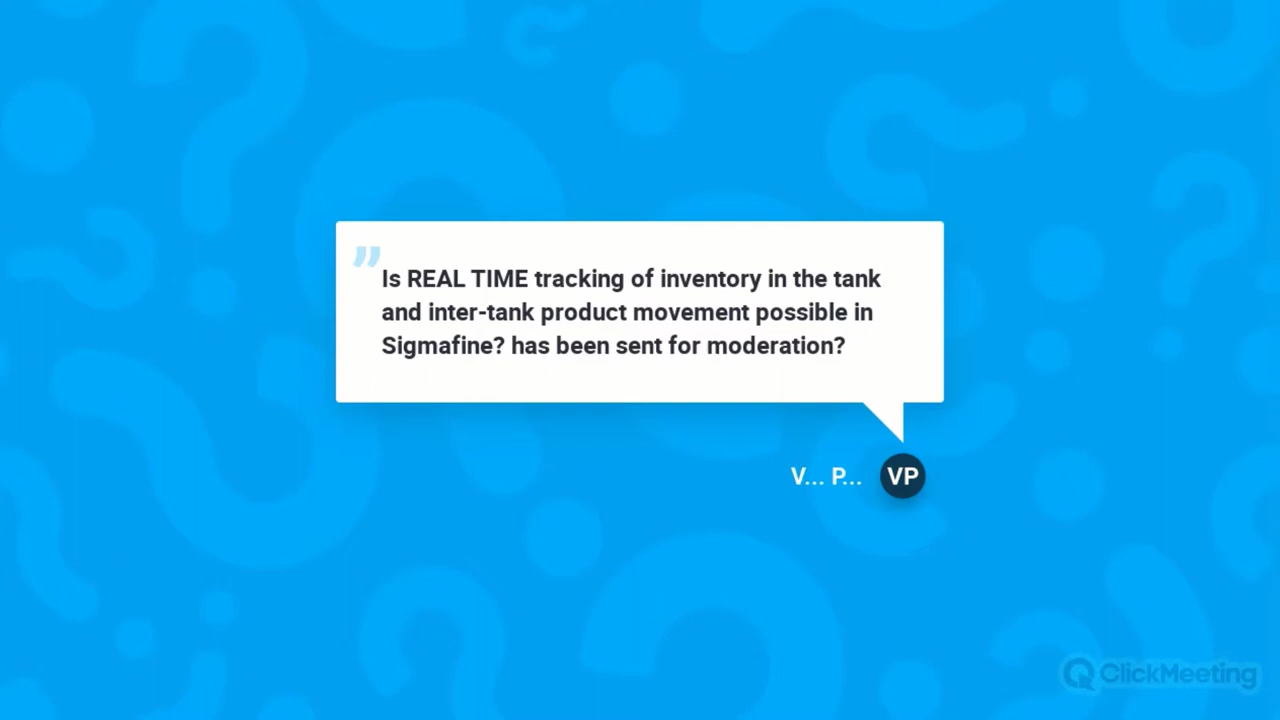 ”
Is REAL TIME tracking of inventory in the tank
and inter-tank product movement possible in
Sigmafine? has been sent for moderation?
V... P... VP
ClickMeeting